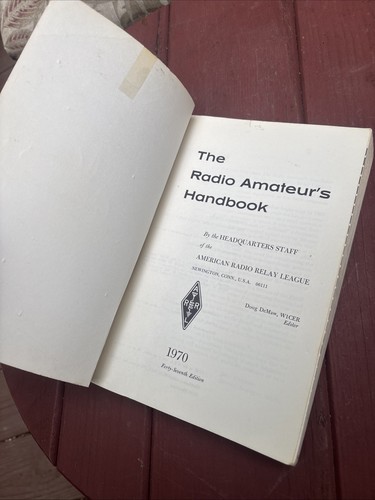 The
Radio Amateur's
Handbook
By the HEADQUARTERS STAFF
of the
AMERICAN RADIO RELAY LEAGUE
NEWINGTON, CONN., U.S.A. 06111
A
R R
L
Doug DeMaw, W1CER
Editor
1970
Forty-Seventh Edition